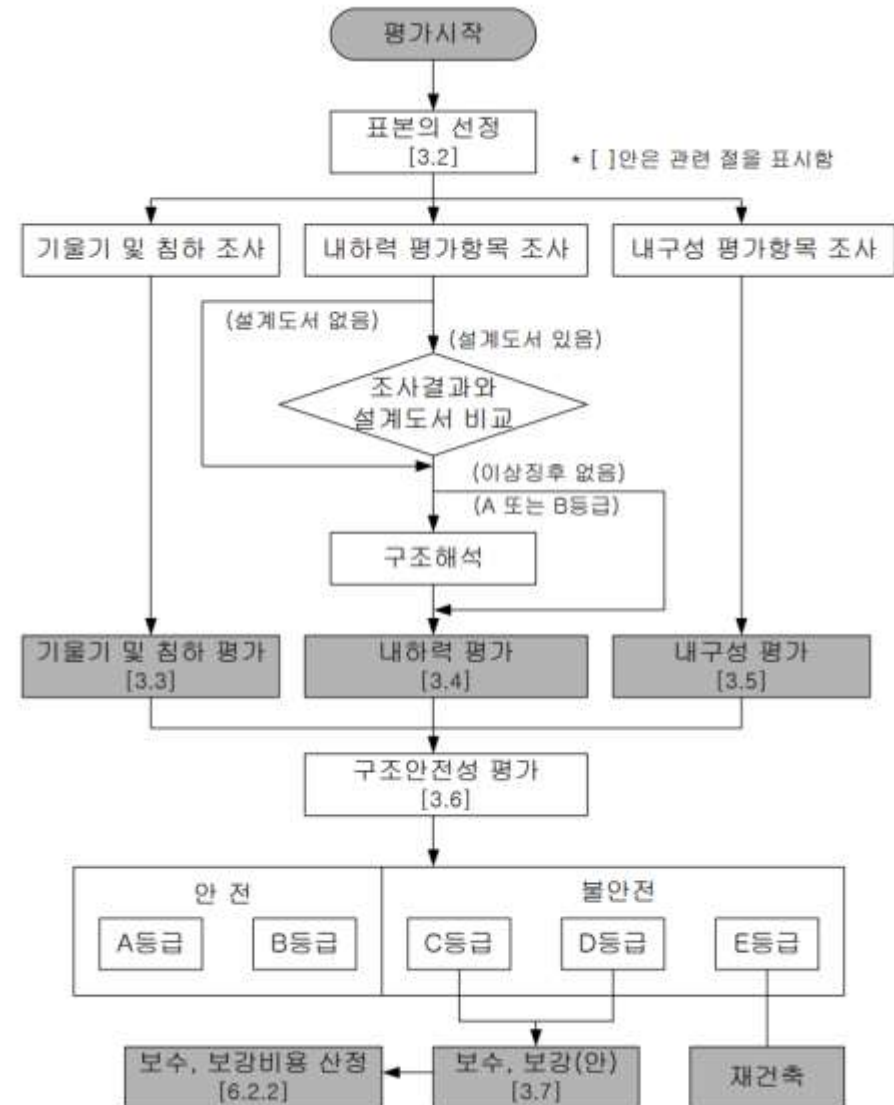 평가시작
표본의 선정
[3.2]
* [ ]안은 관련 절을 표시함
기울기 및 침하 조사
내하력 평가항목 조사
내구성 평가항목 조사
(설계도서 없음)
(설계도서 있음)
조사결과와
설계도서 비교
(이상징후 없음)
(A 또는 B등급)
구조해석
기울기 및 침하 평가
[3.3]
내하력 평가
[3.4]
내구성 평가
[3.5]
구조안전성 평가
[3.6]
안 전
불안전
A등급
B등급
C등급
D등급
E등급
보수, 보강비용 산정
[6.2.2]
보수, 보강(안)
[3.7]
재건축